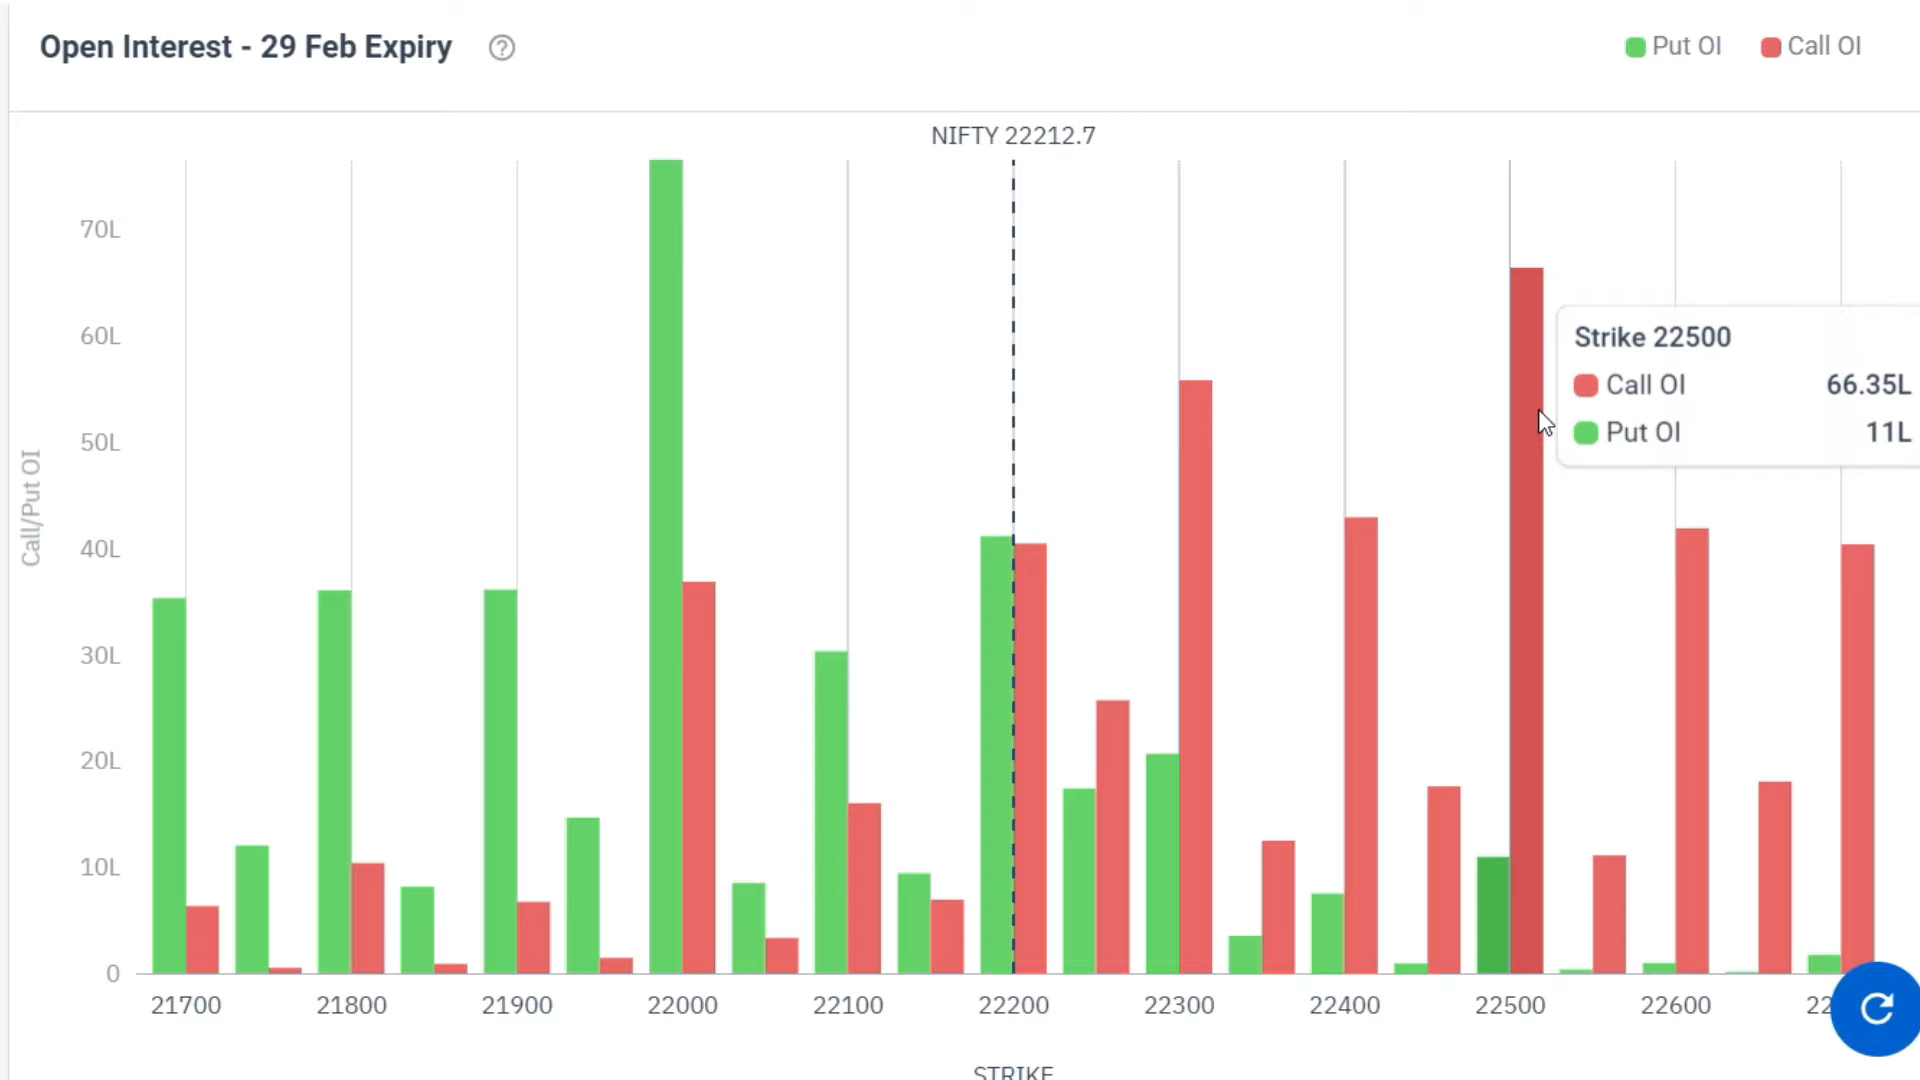 Open Interest - 29 Feb Expiry
Put OI
Call OI
NIFTY 22212.7
70L
60L
50L
40L
30L
20L
10L
0
Call/Put OI
Strike 22500
Call OI 66.35L
Put OI 11L
21700 21800 21900 22000 22100 22200 22300 22400 22500 22600
STRIKE